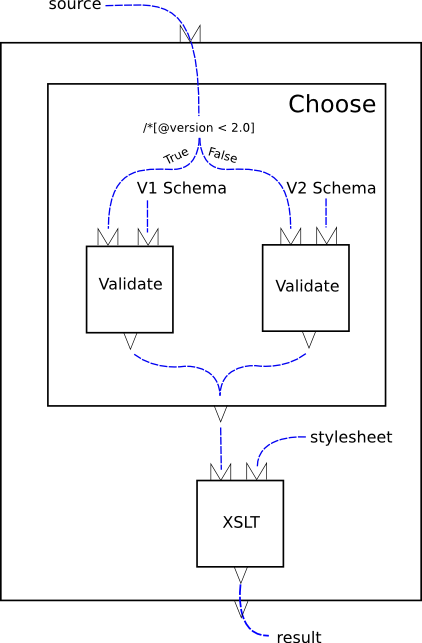 source
Choose
/*[@version < 2.0]
True False
V1 Schema V2 Schema
Validate Validate
stylesheet
XSLT
result